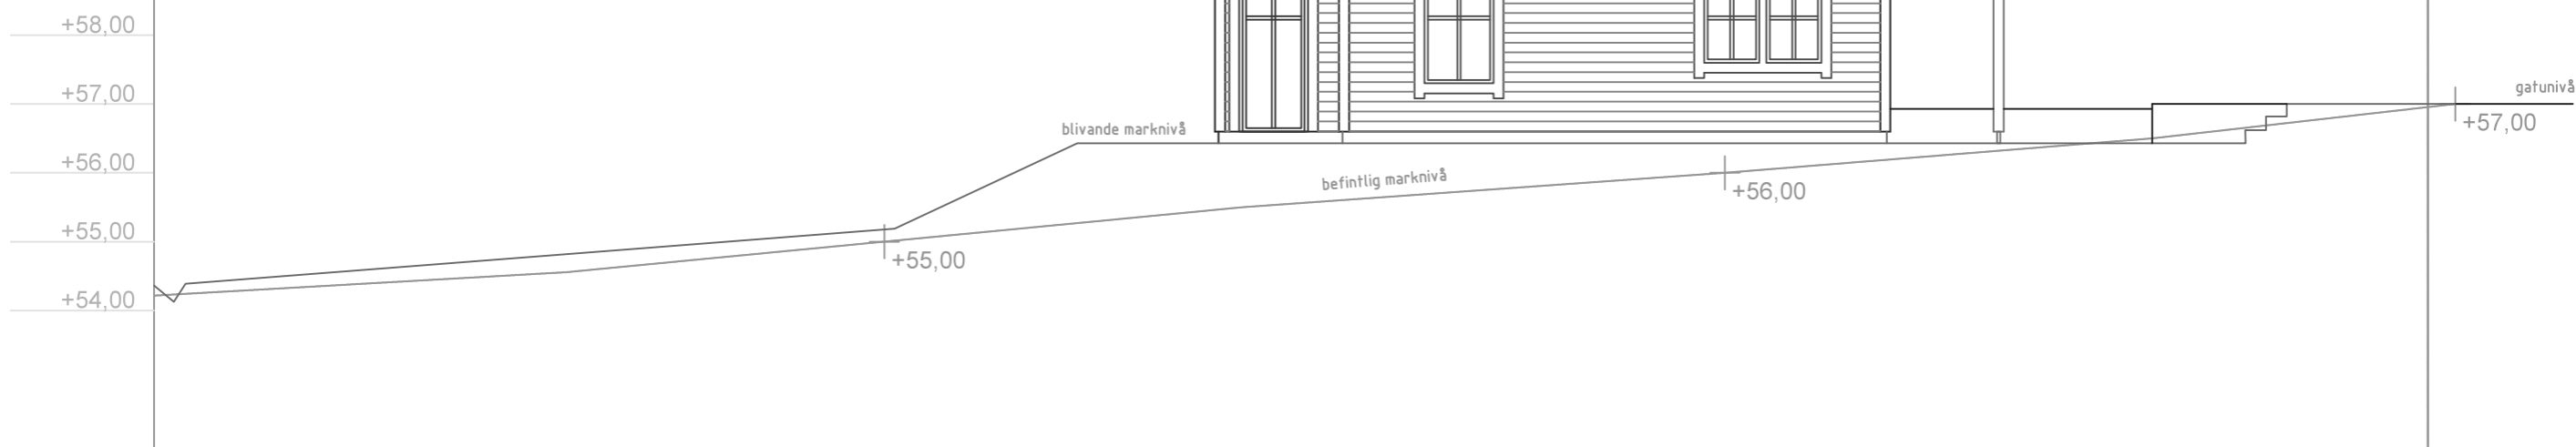 +58,00
+57,00
gatunivå
+57,00
blivande marknivå
+56,00
befintlig marknivå
+56,00
+55,00
+55,00
+54,00